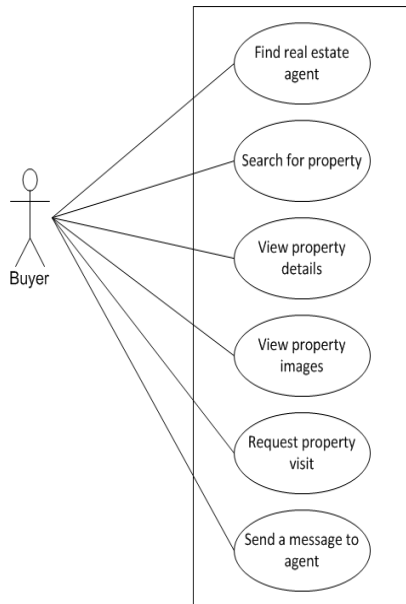 Find real estate
agent
Search for property
View property
details
Buyer
View property
images
Request property
visit
Send a message to
agent